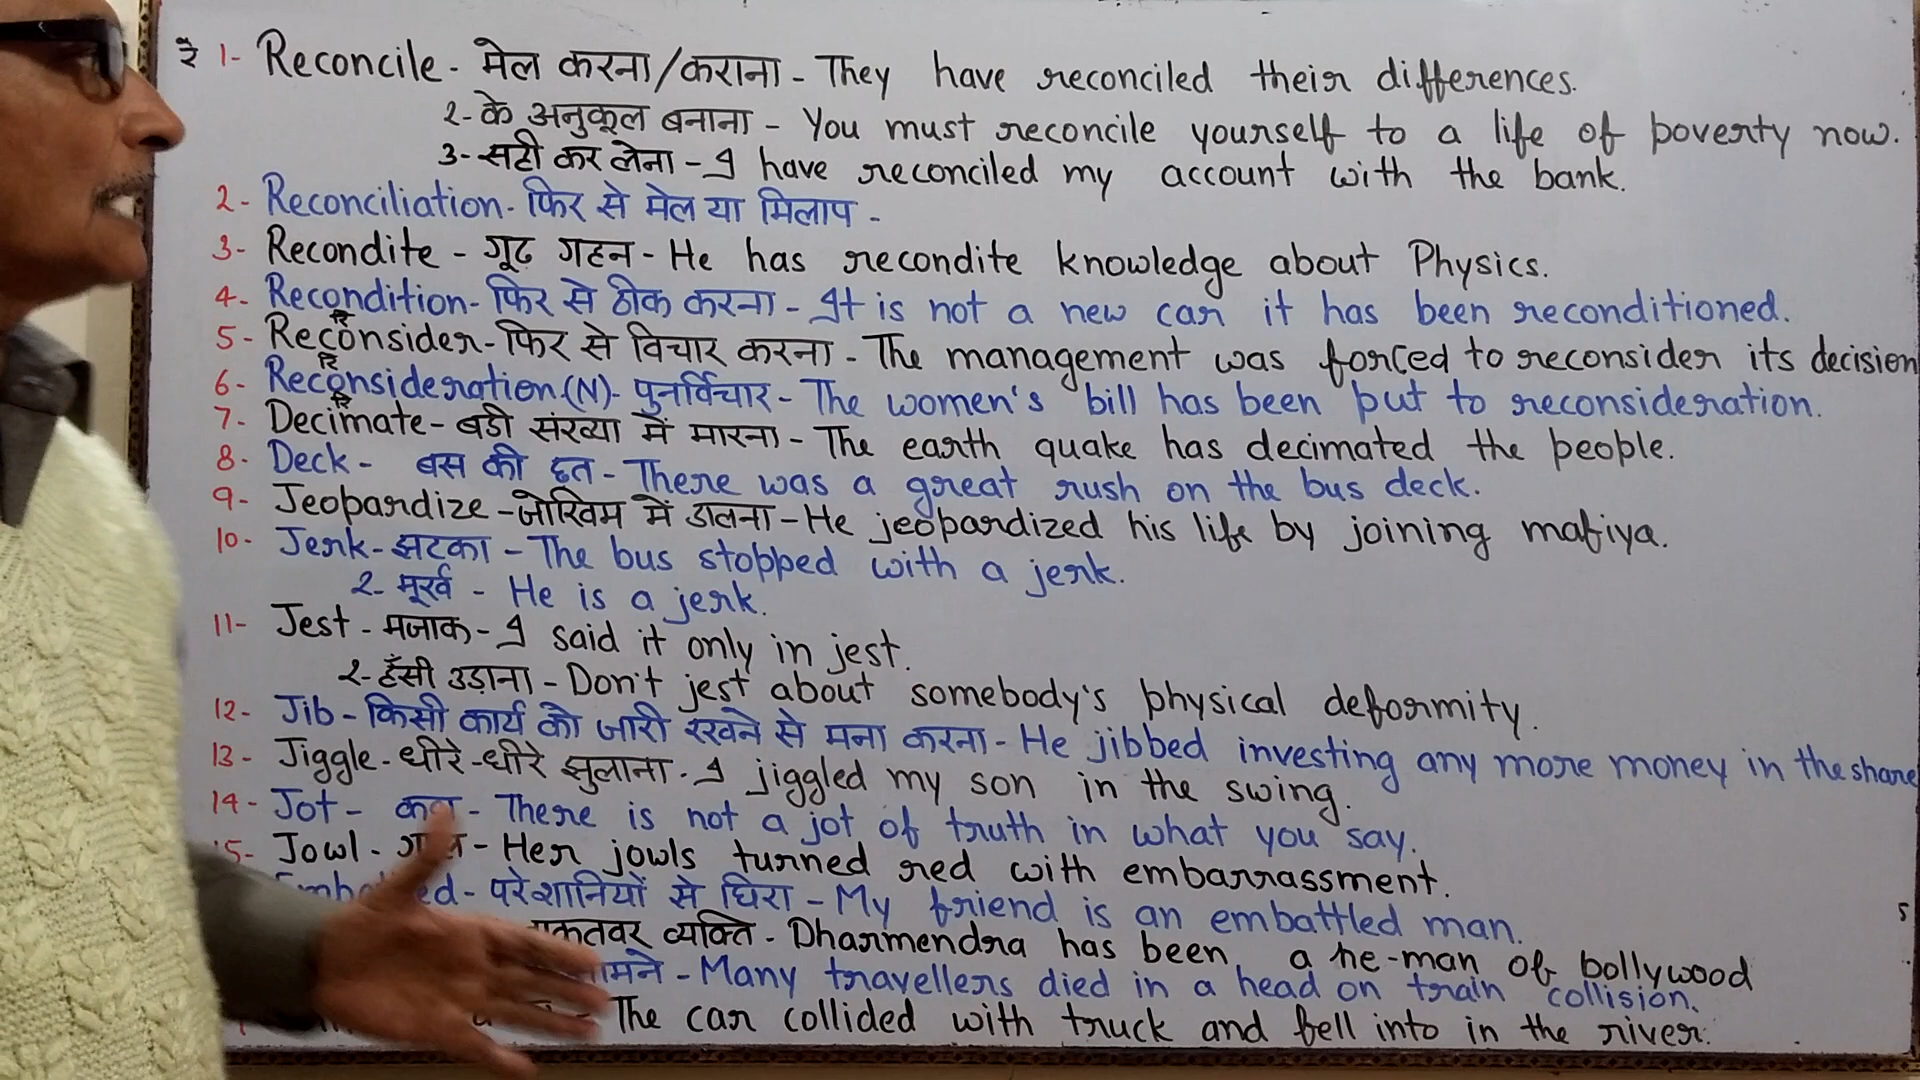 रे 1- Reconcile - मेल करना/कराना - They have reconciled their differences.
2- के अनुकूल बनाना - You must reconcile yourself to a life of poverty now.
3- सही कर लेना - I have reconciled my account with the bank.
2- Reconciliation - फिर से मेल या मिलाप -
3- Recondite - गूढ़ गहन - He has recondite knowledge about Physics.
4- Recondition - फिर से ठीक करना - It is not a new car it has been reconditioned.
रि
5- Reconsider - फिर से विचार करना - The management was forced to reconsider its decision
रि
6- Reconsideration (N) - पुनर्विचार - The women's bill has been put to reconsideration.
रि
7- Decimate - बडी संख्या में मारना - The earth quake has decimated the people.
8- Deck - बस की छत - There was a great rush on the bus deck.
9- Jeopardize - जोखिम में डालना - He jeopardized his life by joining mafiya.
10- Jerk - झटका - The bus stopped with a jerk.
2- मूर्ख - He is a jerk.
11- Jest - मजाक - I said it only in jest.
2- हँसी उड़ाना - Don't jest about somebody's physical deformity.
12- Jib - किसी कार्य को जारी रखने से मना करना - He jibbed investing any more money in the share
13- Jiggle - धीरे-धीरे झुलाना - I jiggled my son in the swing.
14- Jot - - There is not a jot of truth in what you say.
15- Jowl - - Her jowls turned red with embarrassment.
परेशानियों से घिरा - My friend is an embattled man.
5
व्यक्ति - Dharmendra has been a he-man of bollywood
- Many travellers died in a head on train collision.
- The car collided with truck and fell into in the river.